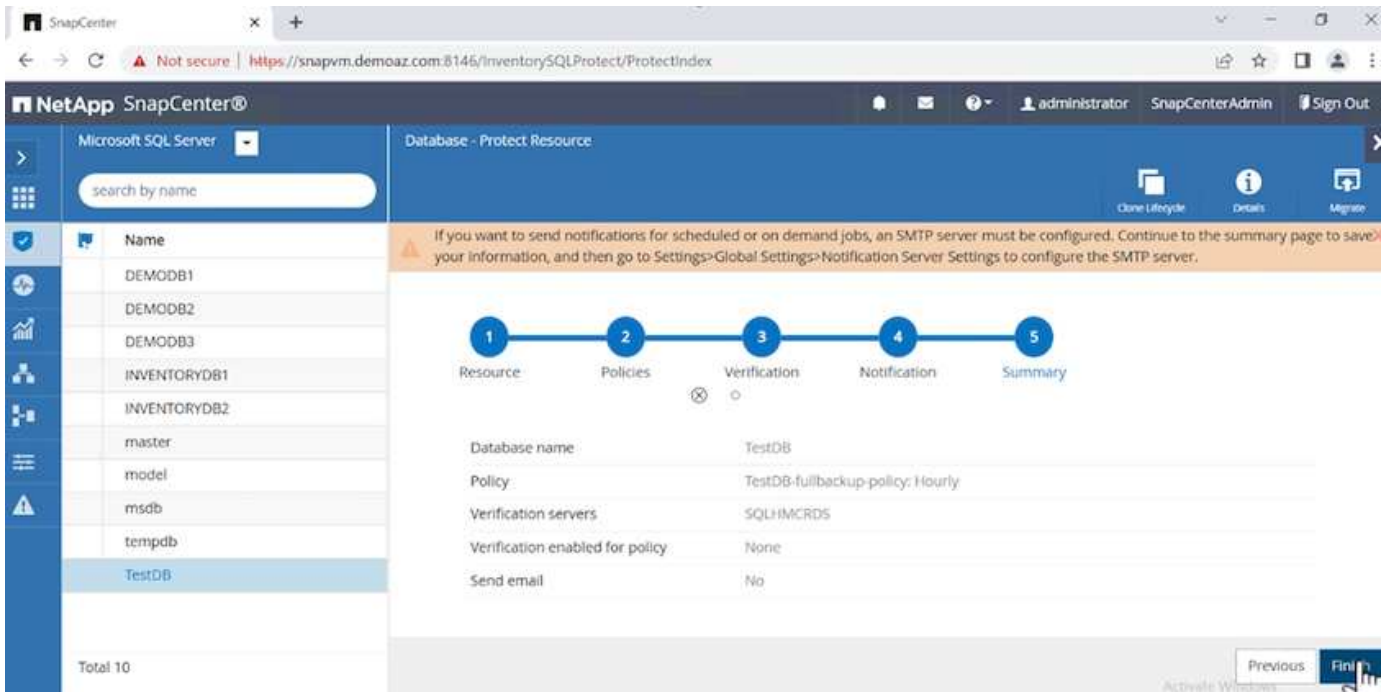 SnapCenter
Not secure | https://snapvm.demoaz.com:8146/InventorySQLProtect/ProtectIndex
NetApp SnapCenter®
administrator SnapCenterAdmin Sign Out
Microsoft SQL Server
Database - Protect Resource
search by name
Clone Lifecycle Details Migrate
Name
If you want to send notifications for scheduled or on demand jobs, an SMTP server must be configured. Continue to the summary page to save
your information, and then go to Settings>Global Settings>Notification Server Settings to configure the SMTP server.
DEMODB1
DEMODB2
DEMODB3
INVENTORYDB1
INVENTORYDB2
master
model
msdb
tempdb
TestDB
Total 10
1 2 3 4 5
Resource Policies Verification Notification Summary
Database name TestDB
Policy TestDB-fullbackup-policy: Hourly
Verification servers SQLHMCRDS
Verification enabled for policy None
Send email No
Previous
Activate Windows